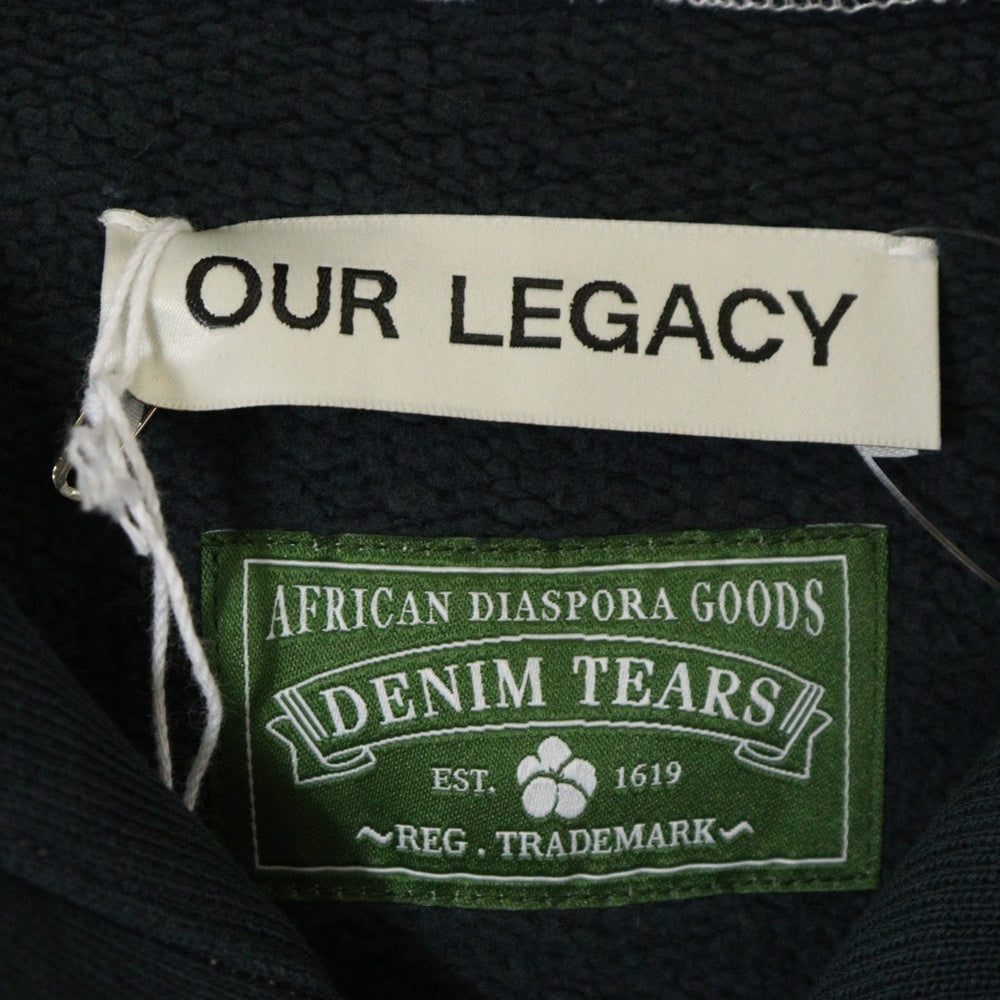 OUR LEGACY
AFRICAN DIASPORA GOODS
DENIM TEARS
EST. 1619
~REG. TRADEMARK~